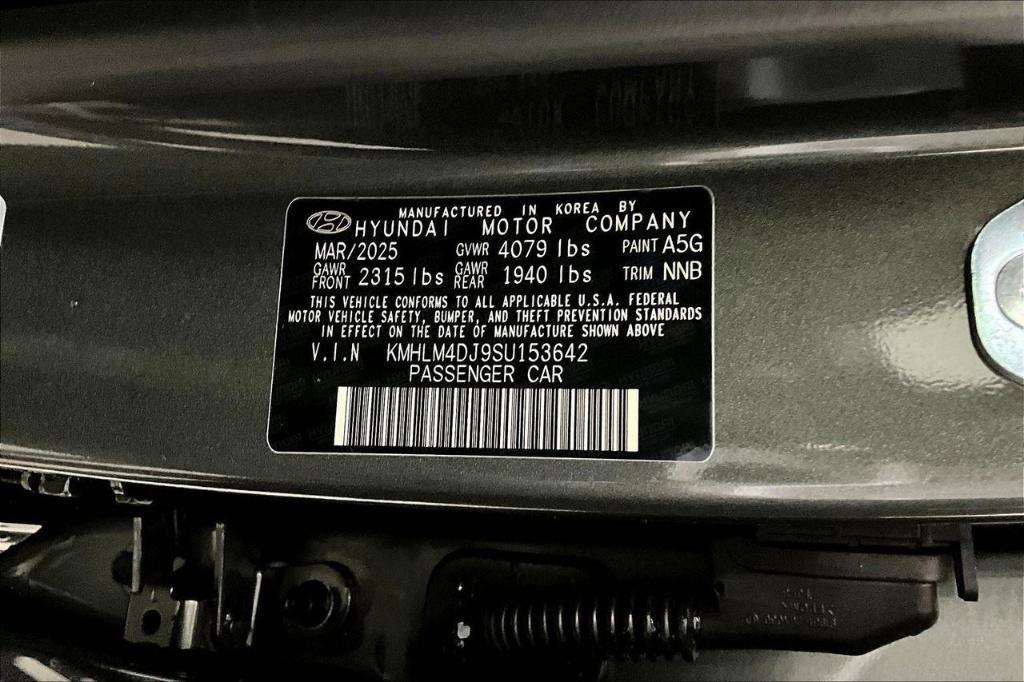 MANUFACTURED IN KOREA BY
HYUNDAI MOTOR COMPANY
MAR/2025 GVWR 4079 lbs PAINT A5G
GAWR FRONT 2315 lbs GAWR REAR 1940 lbs TRIM NNB
THIS VEHICLE CONFORMS TO ALL APPLICABLE U.S.A. FEDERAL
MOTOR VEHICLE SAFETY, BUMPER, AND THEFT PREVENTION STANDARDS
IN EFFECT ON THE DATE OF MANUFACTURE SHOWN ABOVE
V.I.N KMHLM4DJ9SU153642
PASSENGER CAR